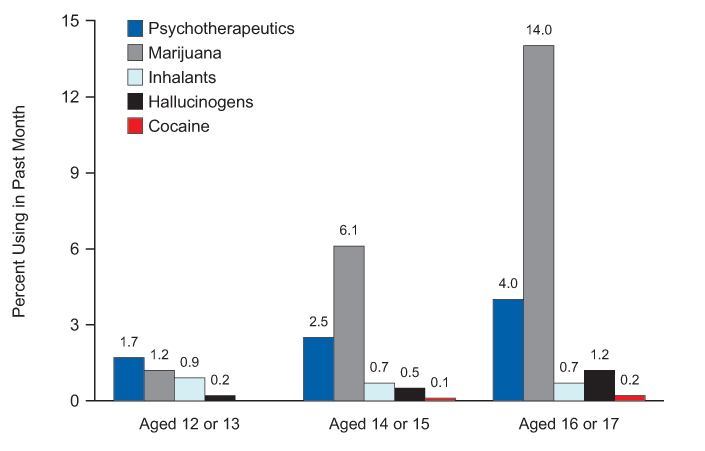 15
12
9
6
3
0
Percent Using in Past Month
Psychotherapeutics
Marijuana
Inhalants
Hallucinogens
Cocaine
1.7
1.2
0.9
0.2
2.5
6.1
0.7
0.5
0.1
4.0
14.0
0.7
1.2
0.2
Aged 12 or 13
Aged 14 or 15
Aged 16 or 17